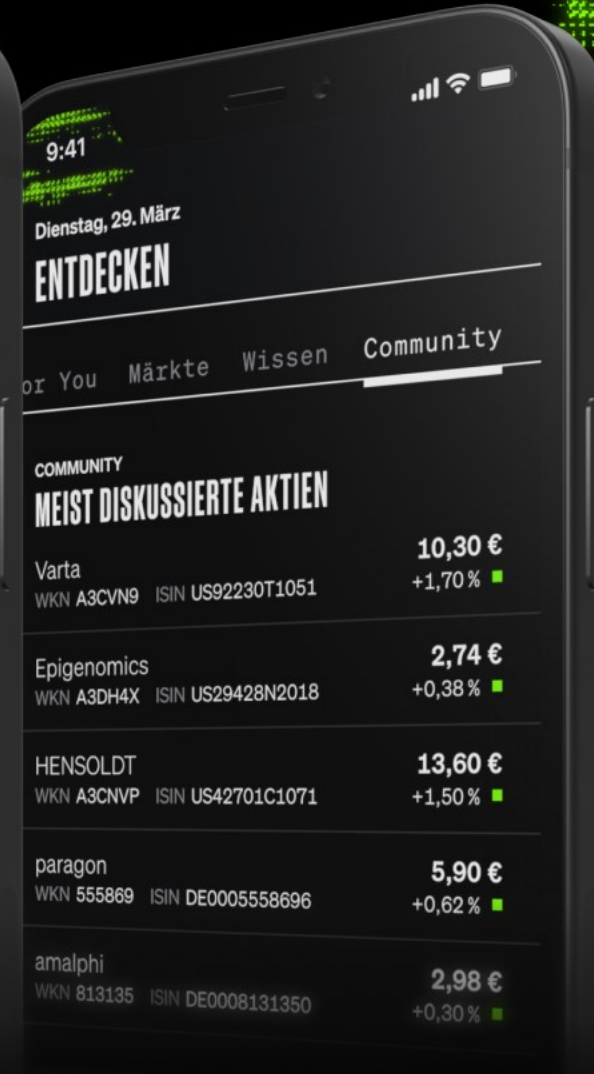 9:41
Dienstag, 29. März
ENTDECKEN
or You Märkte Wissen Community
COMMUNITY
MEIST DISKUSSIERTE AKTIEN
Varta 10,30 €
WKN A3CVN9 ISIN US92230T1051 +1,70 %
Epigenomics 2,74 €
WKN A3DH4X ISIN US29428N2018 +0,38 %
HENSOLDT 13,60 €
WKN A3CNVP ISIN US42701C1071 +1,50 %
paragon 5,90 €
WKN 555869 ISIN DE0005558696 +0,62 %
amalphi 2,98 €
WKN 813135 ISIN DE0008131350 +0,30 %